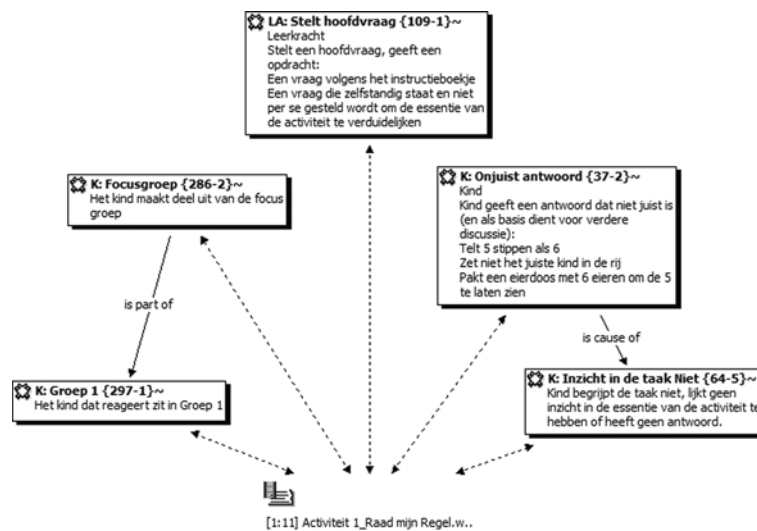 LA: Stelt hoofdvraag {109-1}~
Leerkracht
Stelt een hoofdvraag, geeft een
opdracht:
Een vraag volgens het instructieboekje
Een vraag die zelfstandig staat en niet
per se gesteld wordt om de essentie van
de activiteit te verduidelijken
K: Focusgroep {286-2}~
Het kind maakt deel uit van de focus
groep
K: Onjuist antwoord {37-2}~
Kind
Kind geeft een antwoord dat niet juist is
(en als basis dient voor verdere
discussie):
Telt 5 stippen als 6
Zet niet het juiste kind in de rij
Pakt een eierdoos met 6 eieren om de 5
te laten zien
is part of
is cause of
K: Groep 1 {297-1}~
Het kind dat reageert zit in Groep 1
K: Inzicht in de taak Niet {64-5}~
Kind begrijpt de taak niet, lijkt geen
inzicht in de essentie van de activiteit te
hebben of heeft geen antwoord.
[1:11] Activiteit 1_Raad mijn Regel.w..